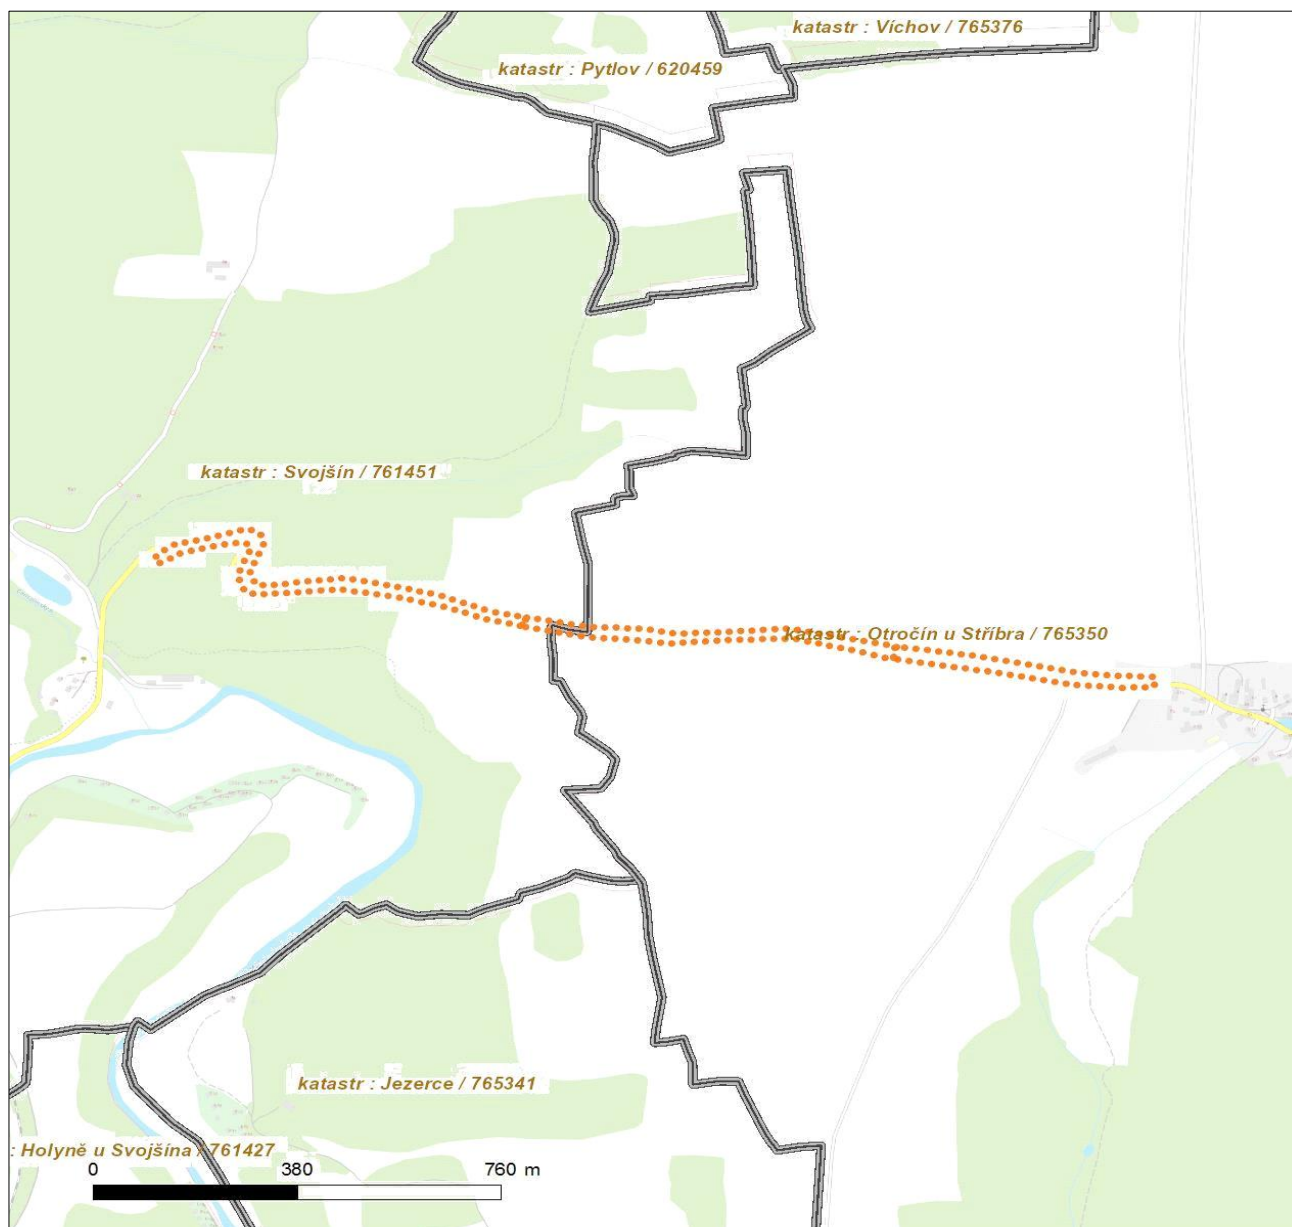 katastr : Víchov / 765376
katastr : Pytlov / 620459
katastr : Svojšín / 761451
katastr : Otročín u Stříbra / 765350
katastr : Jezerce / 765341
: Holyně u Svojšína / 761427
0 380 760 m